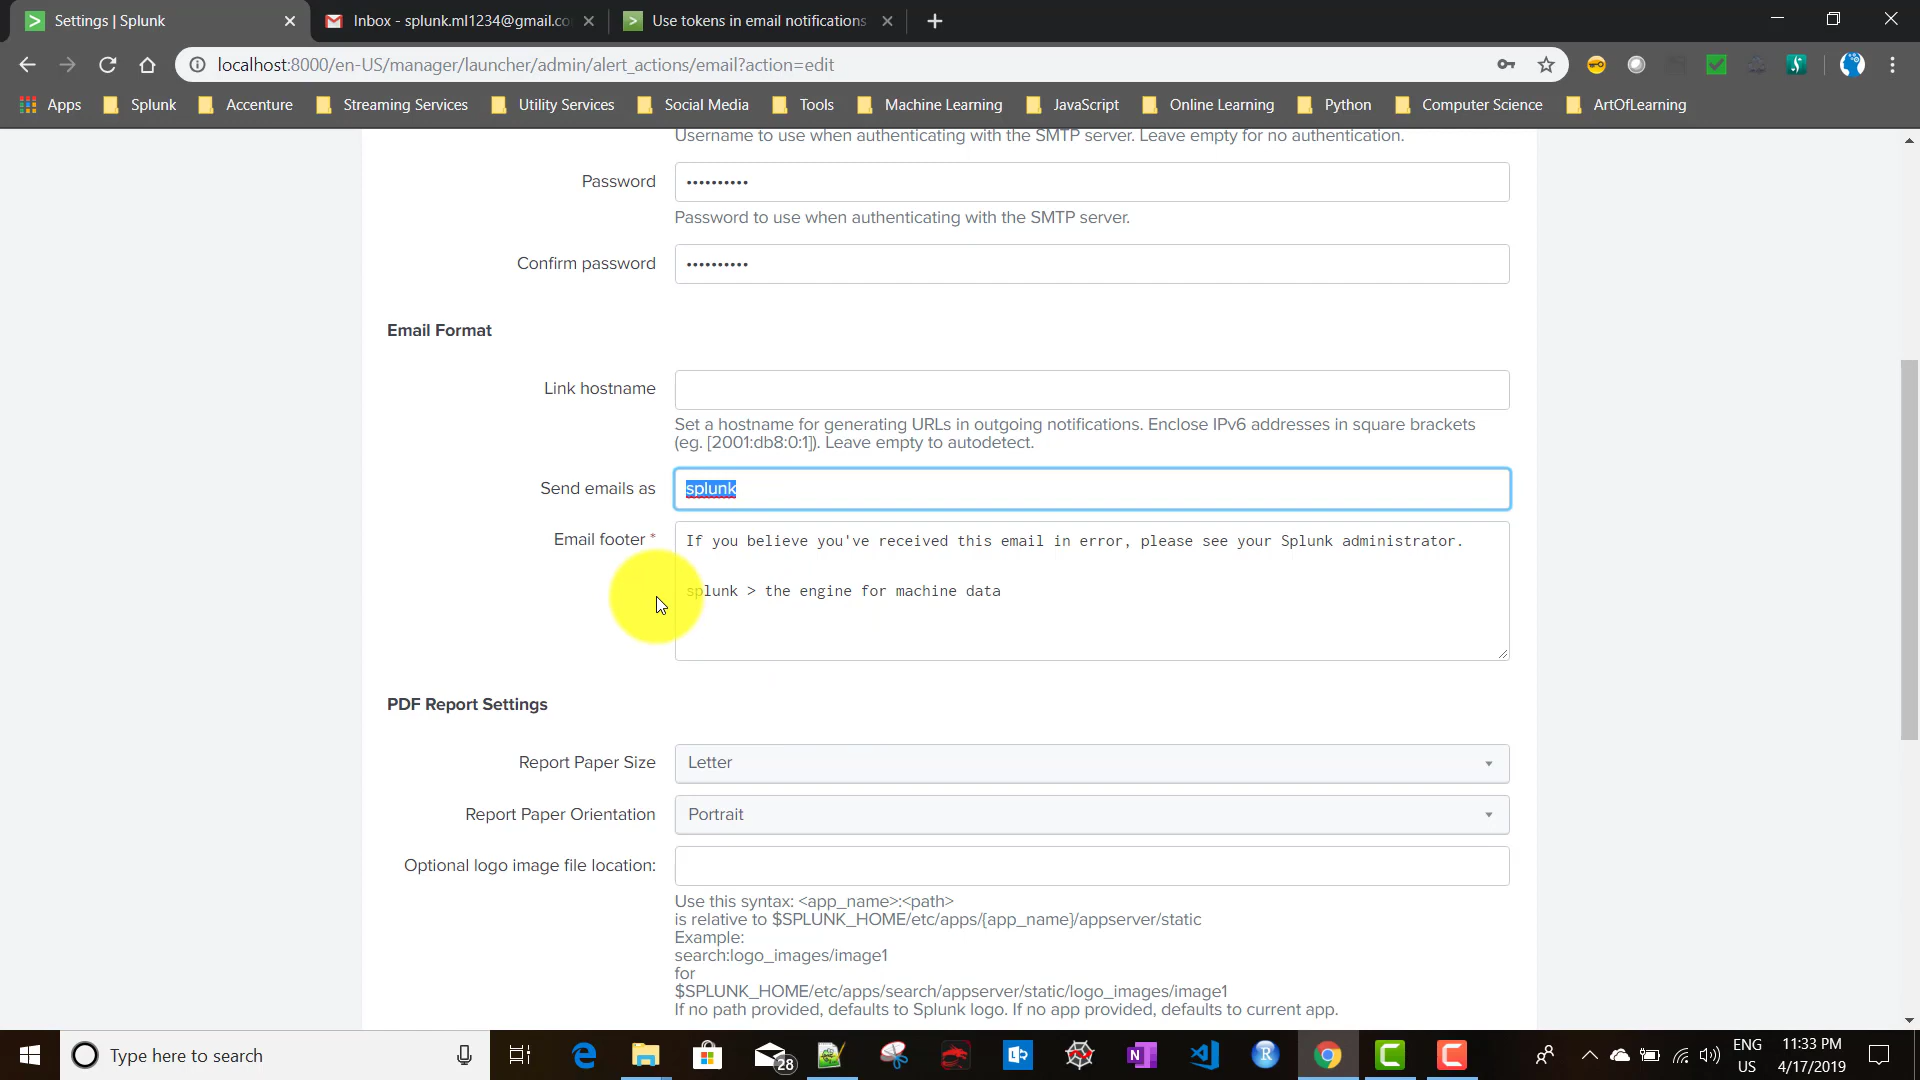 Settings | Splunk
Inbox - splunk.ml1234@gmail.co
Use tokens in email notifications
localhost:8000/en-US/manager/launcher/admin/alert_actions/email?action=edit
Apps Splunk Accenture Streaming Services Utility Services Social Media Tools Machine Learning JavaScript Online Learning Python Computer Science ArtOfLearning
Username to use when authenticating with the SMTP server. Leave empty for no authentication.
Password ••••••••••
Password to use when authenticating with the SMTP server.
Confirm password ••••••••••
Email Format
Link hostname
Set a hostname for generating URLs in outgoing notifications. Enclose IPv6 addresses in square brackets
(eg. [2001:db8:0:1]). Leave empty to autodetect.
Send emails as splunk
Email footer * If you believe you've received this email in error, please see your Splunk administrator.
splunk > the engine for machine data
PDF Report Settings
Report Paper Size Letter
Report Paper Orientation Portrait
Optional logo image file location:
Use this syntax: <app_name>:<path>
is relative to $SPLUNK_HOME/etc/apps/{app_name}/appserver/static
Example:
search:logo_images/image1
for
$SPLUNK_HOME/etc/apps/search/appserver/static/logo_images/image1
If no path provided, defaults to Splunk logo. If no app provided, defaults to current app.
Type here to search
28
ENG
US
11:33 PM
4/17/2019